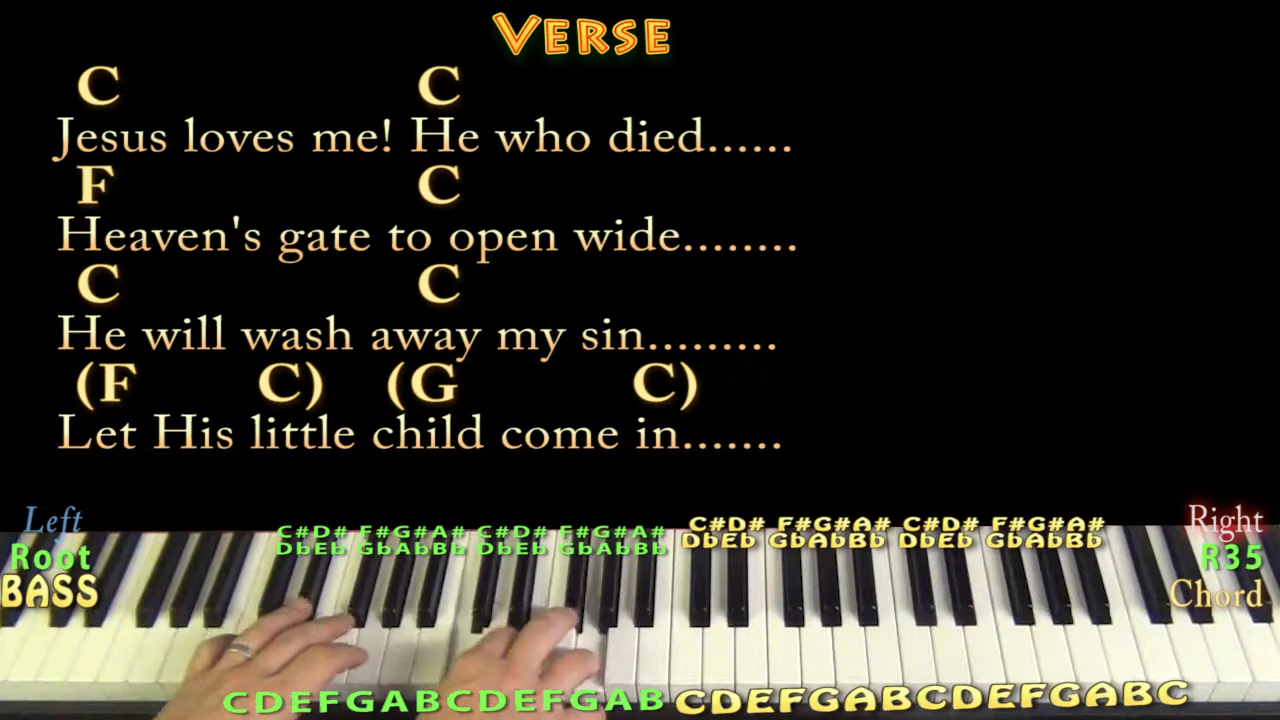 VERSE
C C
Jesus loves me! He who died......
F C
Heaven's gate to open wide........
C C
He will wash away my sin.........
(F C) (G C)
Let His little child come in.......
Left
Root
BASS
C#D# F#G#A# C#D# F#G#A# C#D# F#G#A# C#D# F#G#A#
DbEb GbAbBb DbEb GbAbBb DbEb GbAbBb DbEb GbAbBb
Right
R35
Chord
CDEFGABCDEFGAB CDEFGABCDEFGABC